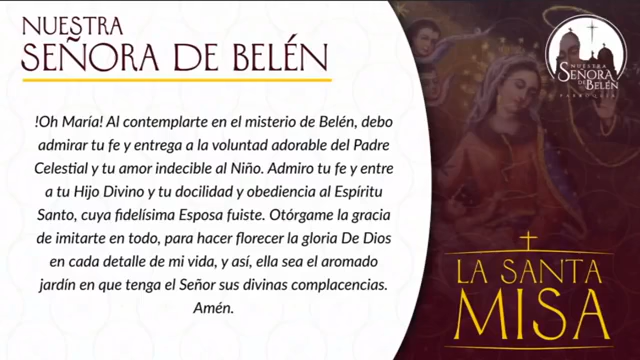 NUESTRA
SEÑORA DE BELÉN
!Oh María! Al contemplarte en el misterio de Belén, debo
admirar tu fe y entrega a la voluntad adorable del Padre
Celestial y tu amor indecible al Niño. Admiro tu fe y entre
a tu Hijo Divino y tu docilidad y obediencia al Espíritu
Santo, cuya fidelísima Esposa fuiste. Otórgame la gracia
de imitarte en todo, para hacer florecer la gloria De Dios
en cada detalle de mi vida, y así, ella sea el aromado
jardín en que tenga el Señor sus divinas complacencias.
Amén.
NUESTRA
SEÑORA
DE BELÉN
PARROQUIA
LA SANTA
MISA